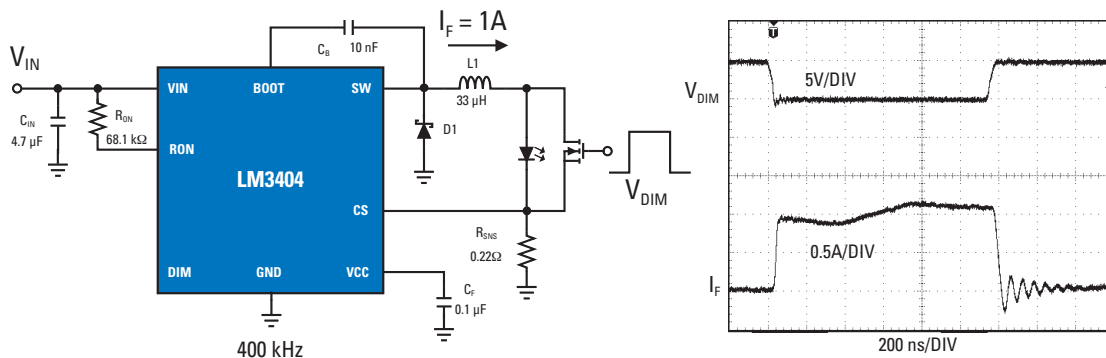 I_F = 1A
C_B
10 nF
V_IN
VIN
BOOT
SW
L1
33 µH
C_IN
4.7 µF
R_ON
68.1 kΩ
RON
D1
LM3404
V_DIM
CS
R_SNS
0.22Ω
DIM
GND
VCC
C_F
0.1 µF
400 kHz
T
V_DIM
5V/DIV
0.5A/DIV
I_F
200 ns/DIV